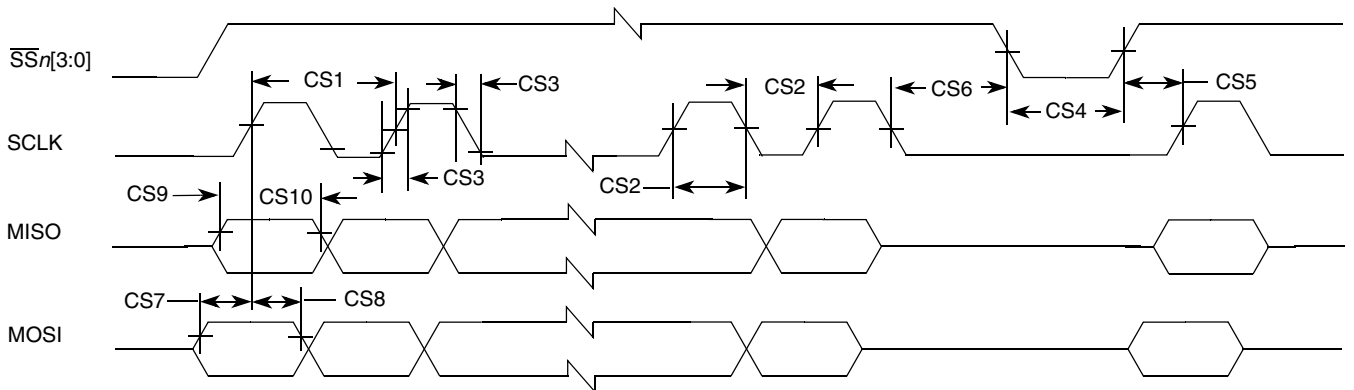 SSn[3:0]
CS1
CS3
CS2
CS6
CS4
CS5
SCLK
CS3
CS2
CS9
CS10
MISO
CS7
CS8
MOSI